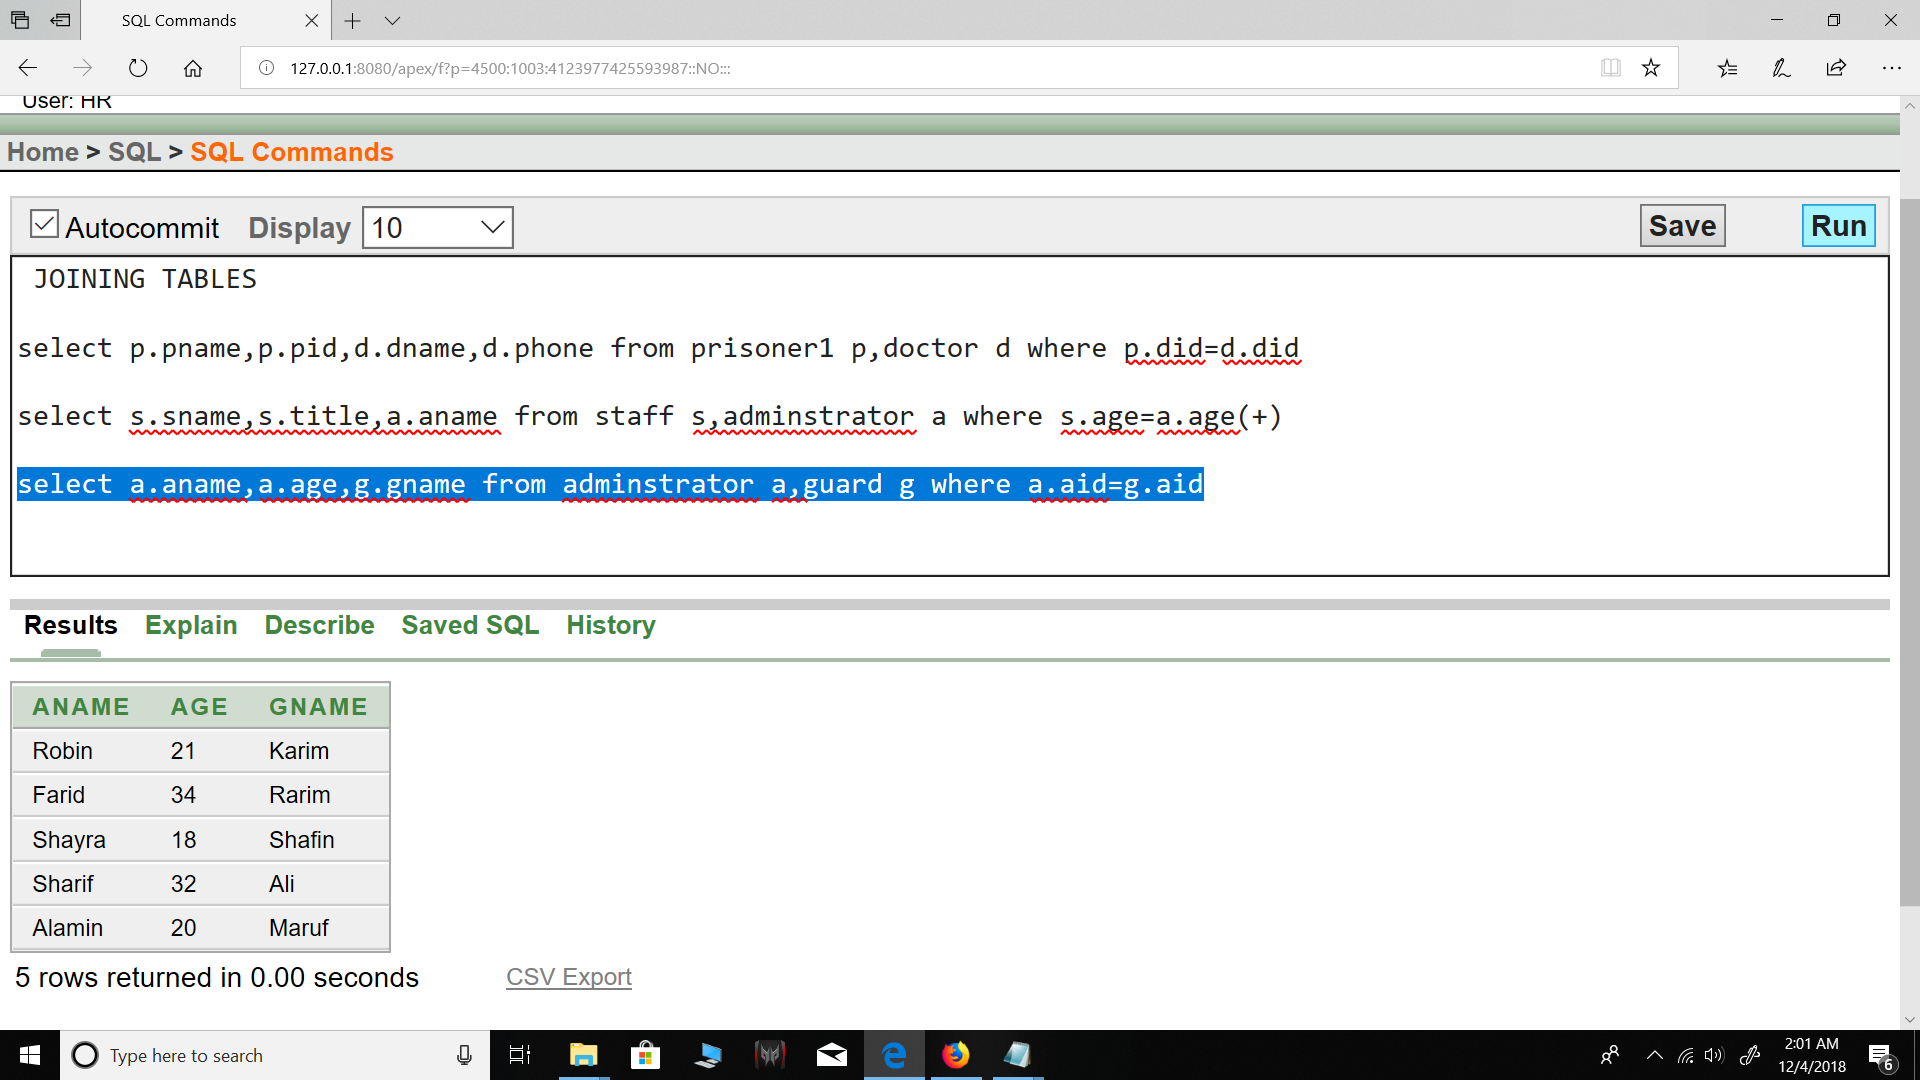 SQL Commands
127.0.0.1:8080/apex/f?p=4500:1003:4123977425593987::NO:::
User: HR
Home > SQL > SQL Commands
Autocommit Display 10 Save Run
JOINING TABLES
select p.pname,p.pid,d.dname,d.phone from prisoner1 p,doctor d where p.did=d.did
select s.sname,s.title,a.aname from staff s,adminstrator a where s.age=a.age(+)
select a.aname,a.age,g.gname from adminstrator a,guard g where a.aid=g.aid
Results Explain Describe Saved SQL History
ANAME AGE GNAME
Robin 21 Karim
Farid 34 Rarim
Shayra 18 Shafin
Sharif 32 Ali
Alamin 20 Maruf
5 rows returned in 0.00 seconds CSV Export
Type here to search
2:01 AM
12/4/2018
6